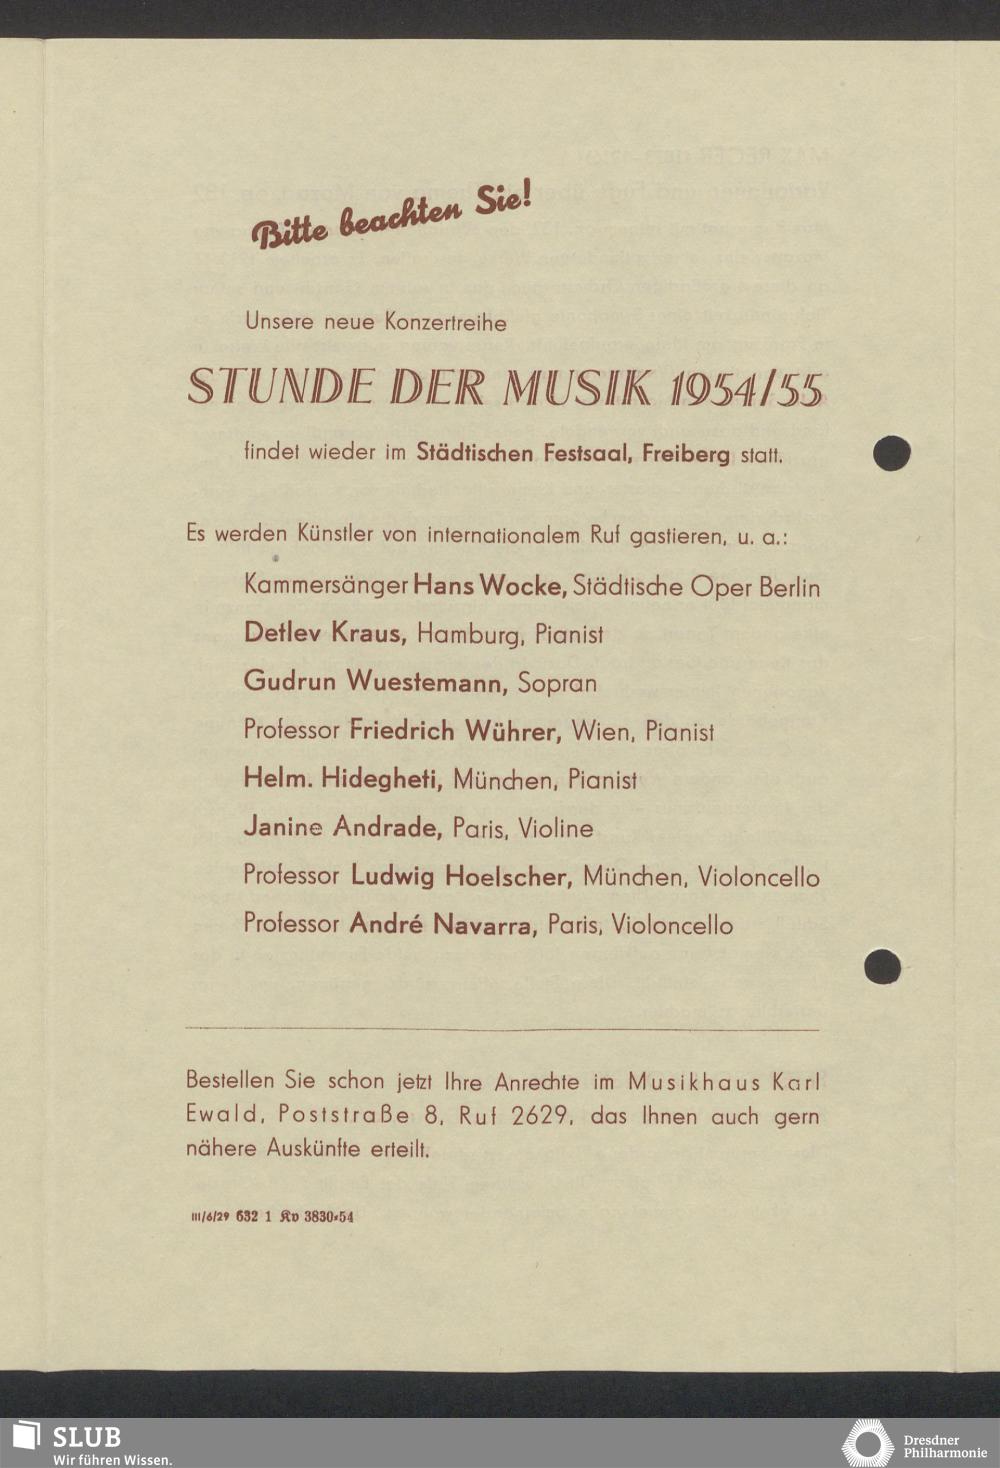 Bitte beachten Sie!
Unsere neue Konzertreihe
STUNDE DER MUSIK 1954/55
findet wieder im Städtischen Festsaal, Freiberg statt.
Es werden Künstler von internationalem Ruf gastieren, u. a.:
Kammersänger Hans Wocke, Städtische Oper Berlin
Detlev Kraus, Hamburg, Pianist
Gudrun Wuestemann, Sopran
Professor Friedrich Wührer, Wien, Pianist
Helm. Hidegheti, München, Pianist
Janine Andrade, Paris, Violine
Professor Ludwig Hoelscher, München, Violoncello
Professor André Navarra, Paris, Violoncello
Bestellen Sie schon jetzt Ihre Anrechte im Musikhaus Karl
Ewald, Poststraße 8, Ruf 2629, das Ihnen auch gern
nähere Auskünfte erteilt.
III/6/29 632 1 Kv 3830-54
SLUB
Wir führen Wissen.
Dresdner
Philharmonie